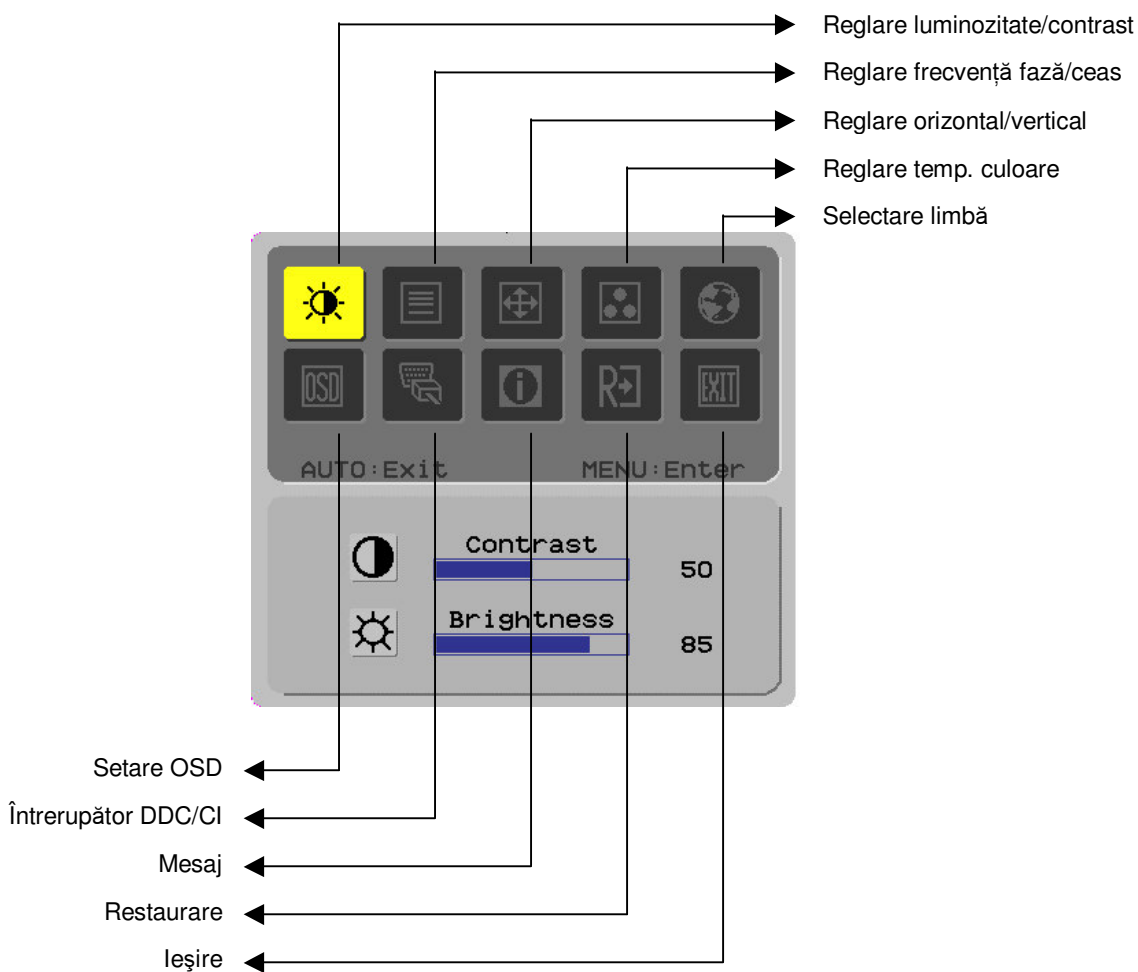 Reglare luminozitate/contrast
Reglare frecvență fază/ceas
Reglare orizontal/vertical
Reglare temp. culoare
Selectare limbă
OSD
i
R
EXIT
AUTO:Exit MENU:Enter
Contrast
50
Brightness
85
Setare OSD
Întrerupător DDC/CI
Mesaj
Restaurare
Ieşire